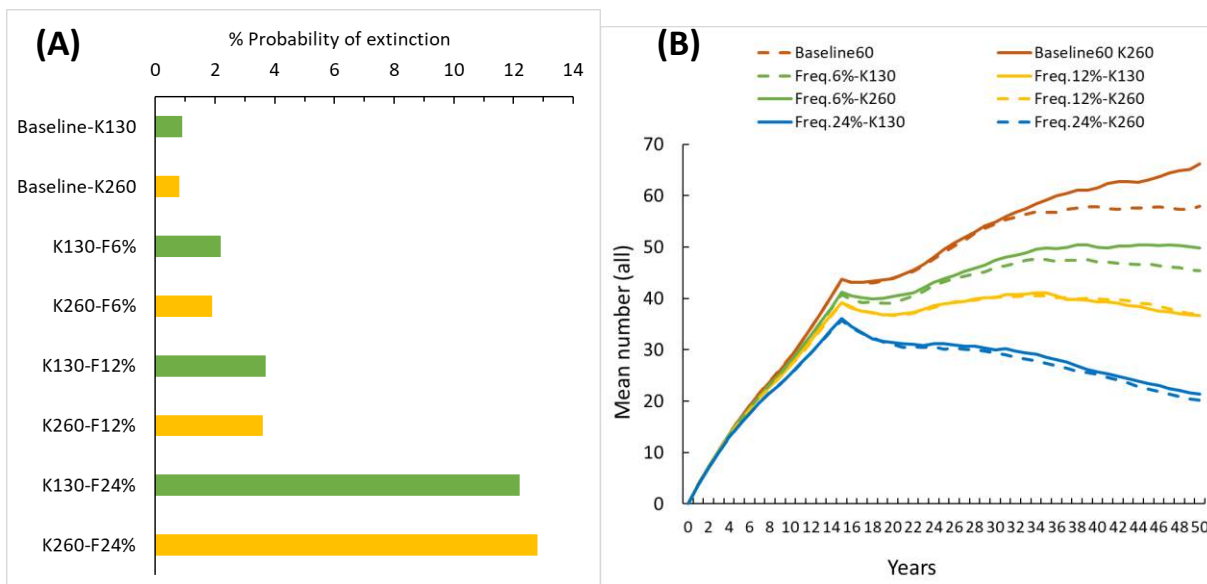 (A)
% Probability of extinction
0 2 4 6 8 10 12 14
Baseline-K130
Baseline-K260
K130-F6%
K260-F6%
K130-F12%
K260-F12%
K130-F24%
K260-F24%
(B)
Baseline60 Baseline60 K260
Freq.6%-K130 Freq.12%-K130
Freq.6%-K260 Freq.12%-K260
Freq.24%-K130 Freq.24%-K260
Mean number (all)
70
60
50
40
30
20
10
0
0 2 4 6 8 10 12 14 16 18 20 22 24 26 28 30 32 34 36 38 40 42 44 46 48 50
Years